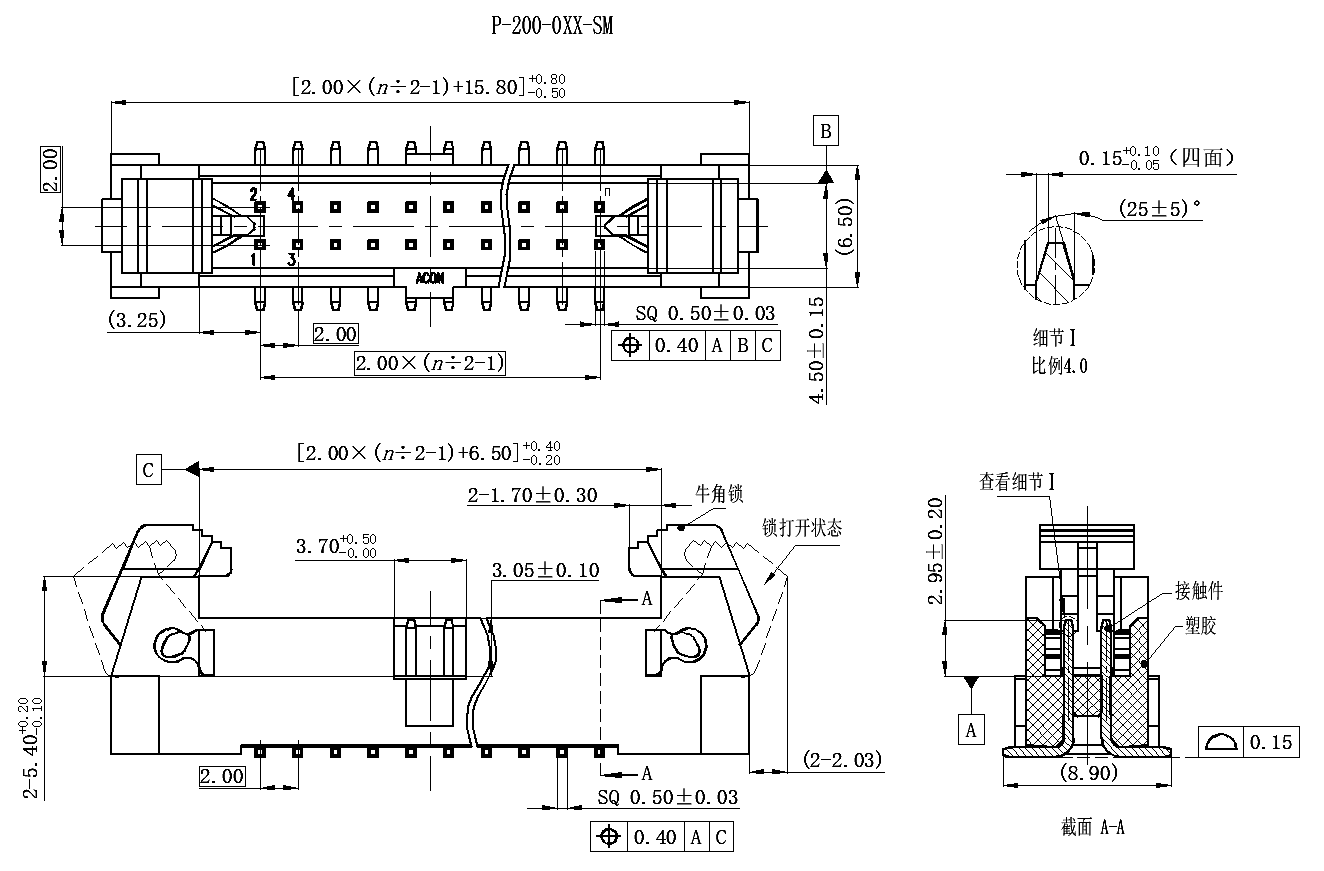 P-200-0XX-SM
[2.00×(n÷2-1)+15.80]+0.80 -0.50
B
2.00
2 4
n
1 3
ACON
(6.50)
4.50±0.15
(3.25)
2.00
2.00×(n÷2-1)
SQ 0.50±0.03
0.40 A B C
0.15+0.10 -0.05 (四面)
(25±5)°
细节I
比例4.0
C
[2.00×(n÷2-1)+6.50]+0.40 -0.20
2-1.70±0.30
牛角锁
锁打开状态
3.70+0.50 -0.00
3.05±0.10
A
2-5.40+0.20 -0.10
2.00
A
SQ 0.50±0.03
0.40 A C
(2-2.03)
查看细节I
2.95±0.20
接触件
塑胶
A
0.15
(8.90)
截面 A-A